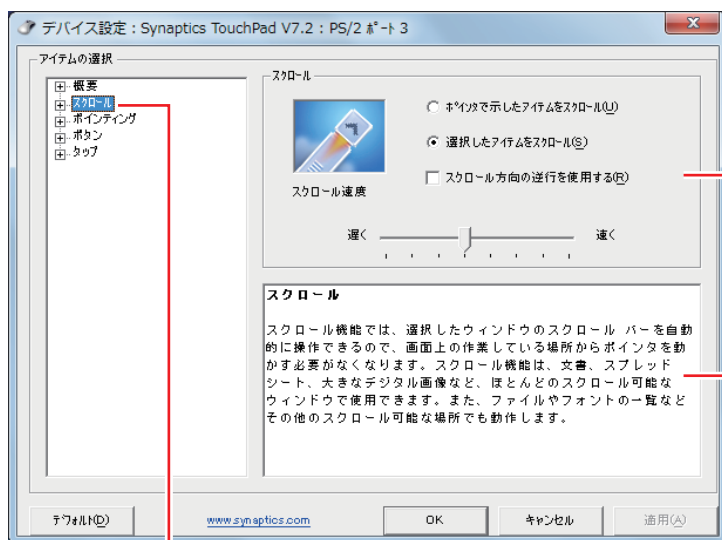 デバイス設定：Synaptics TouchPad V7.2：PS/2 ﾎﾟｰﾄ 3
アイテムの選択
概要
スクロール
ポインティング
ボタン
タップ
スクロール
スクロール速度
ポインタで示したアイテムをスクロール(U)
選択したアイテムをスクロール(S)
スクロール方向の逆行を使用する(R)
遅く
速く
スクロール
スクロール機能では、選択したウィンドウのスクロール バーを自動
的に操作できるので、画面上の作業している場所からポインタを動
かす必要がなくなります。スクロール機能は、文書、スプレッド
シート、大きなデジタル画像など、ほとんどのスクロール可能な
ウィンドウで使用できます。また、ファイルやフォントの一覧など
その他のスクロール可能な場所でも動作します。
デフォルト(D)
www.synaptics.com
OK
キャンセル
適用(A)